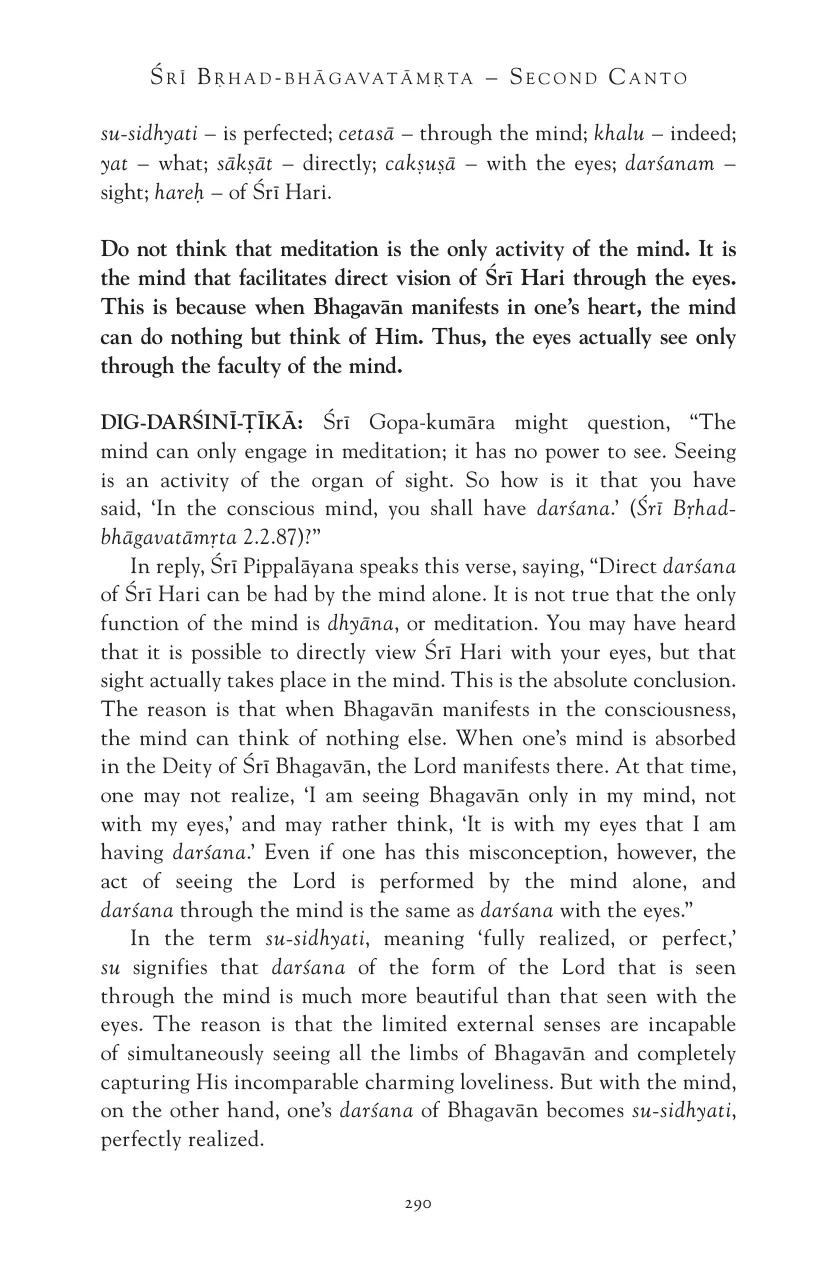 ŚRĪ BṚHAD-BHĀGAVATĀMṚTA – SECOND CANTO
su-sidhyati – is perfected; cetasā – through the mind; khalu – indeed;
yat – what; sākṣāt – directly; cakṣuṣā – with the eyes; darśanam –
sight; hareḥ – of Śrī Hari.
Do not think that meditation is the only activity of the mind. It is
the mind that facilitates direct vision of Śrī Hari through the eyes.
This is because when Bhagavān manifests in one’s heart, the mind
can do nothing but think of Him. Thus, the eyes actually see only
through the faculty of the mind.
DIG-DARŚINĪ-ṬĪKĀ: Śrī Gopa-kumāra might question, “The
mind can only engage in meditation; it has no power to see. Seeing
is an activity of the organ of sight. So how is it that you have
said, ‘In the conscious mind, you shall have darśana.’ (Śrī Bṛhad-
bhāgavatāmṛta 2.2.87)?”
In reply, Śrī Pippalāyana speaks this verse, saying, “Direct darśana
of Śrī Hari can be had by the mind alone. It is not true that the only
function of the mind is dhyāna, or meditation. You may have heard
that it is possible to directly view Śrī Hari with your eyes, but that
sight actually takes place in the mind. This is the absolute conclusion.
The reason is that when Bhagavān manifests in the consciousness,
the mind can think of nothing else. When one’s mind is absorbed
in the Deity of Śrī Bhagavān, the Lord manifests there. At that time,
one may not realize, ‘I am seeing Bhagavān only in my mind, not
with my eyes,’ and may rather think, ‘It is with my eyes that I am
having darśana.’ Even if one has this misconception, however, the
act of seeing the Lord is performed by the mind alone, and
darśana through the mind is the same as darśana with the eyes.”
In the term su-sidhyati, meaning ‘fully realized, or perfect,’
su signifies that darśana of the form of the Lord that is seen
through the mind is much more beautiful than that seen with the
eyes. The reason is that the limited external senses are incapable
of simultaneously seeing all the limbs of Bhagavān and completely
capturing His incomparable charming loveliness. But with the mind,
on the other hand, one’s darśana of Bhagavān becomes su-sidhyati,
perfectly realized.
290